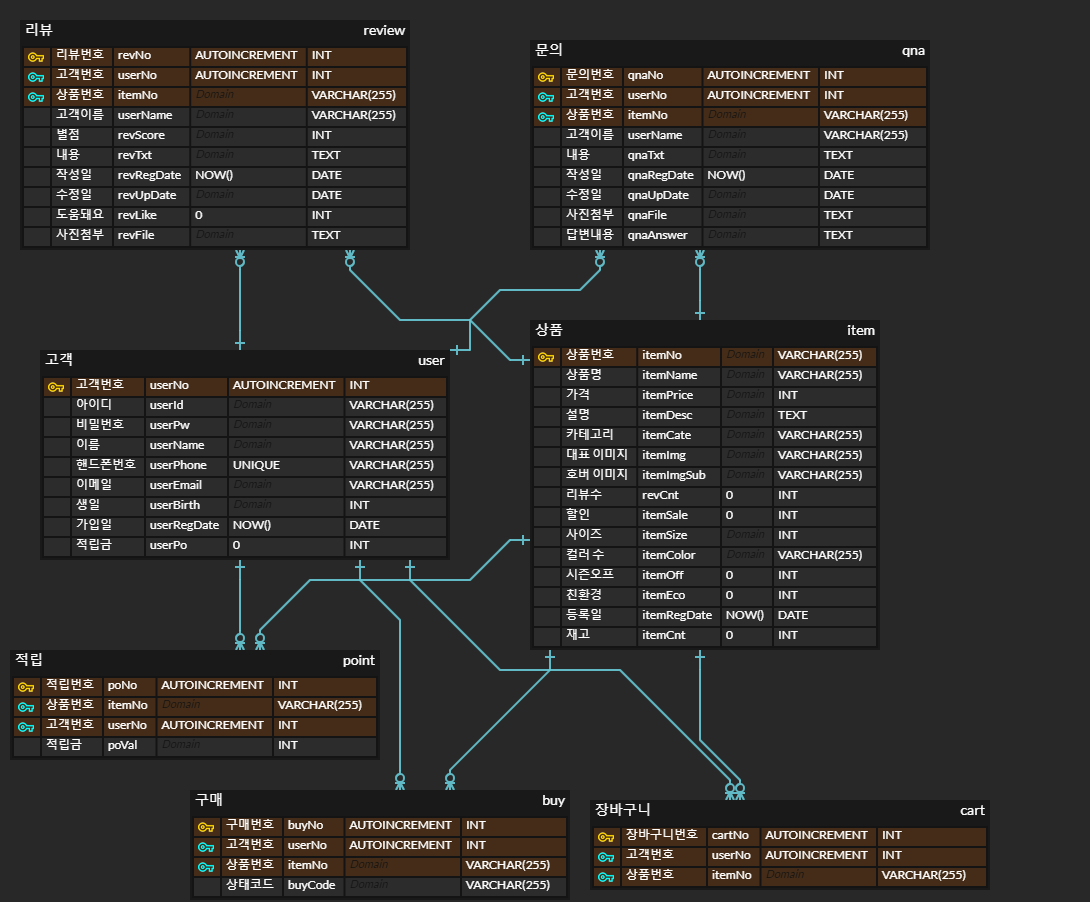 리뷰 review
리뷰번호 revNo AUTOINCREMENT INT
고객번호 userNo AUTOINCREMENT INT
상품번호 itemNo Domain VARCHAR(255)
고객이름 userName Domain VARCHAR(255)
별점 revScore Domain INT
내용 revTxt Domain TEXT
작성일 revRegDate NOW() DATE
수정일 revUpDate Domain DATE
도움돼요 revLike 0 INT
사진첨부 revFile Domain TEXT
문의 qna
문의번호 qnaNo AUTOINCREMENT INT
고객번호 userNo AUTOINCREMENT INT
상품번호 itemNo Domain VARCHAR(255)
고객이름 userName Domain VARCHAR(255)
내용 qnaTxt Domain TEXT
작성일 qnaRegDate NOW() DATE
수정일 qnaUpDate Domain DATE
사진첨부 qnaFile Domain TEXT
답변내용 qnaAnswer Domain TEXT
고객 user
고객번호 userNo AUTOINCREMENT INT
아이디 userId Domain VARCHAR(255)
비밀번호 userPw Domain VARCHAR(255)
이름 userName Domain VARCHAR(255)
핸드폰번호 userPhone UNIQUE VARCHAR(255)
이메일 userEmail Domain VARCHAR(255)
생일 userBirth Domain INT
가입일 userRegDate NOW() DATE
적립금 userPo 0 INT
상품 item
상품번호 itemNo Domain VARCHAR(255)
상품명 itemName Domain VARCHAR(255)
가격 itemPrice Domain INT
설명 itemDesc Domain TEXT
카테고리 itemCate Domain VARCHAR(255)
대표 이미지 itemImg Domain VARCHAR(255)
호버 이미지 itemImgSub Domain VARCHAR(255)
리뷰수 revCnt 0 INT
할인 itemSale 0 INT
사이즈 itemSize Domain INT
컬러 수 itemColor Domain VARCHAR(255)
시즌오프 itemOff 0 INT
친환경 itemEco 0 INT
등록일 itemRegDate NOW() DATE
재고 itemCnt 0 INT
적립 point
적립번호 poNo AUTOINCREMENT INT
상품번호 itemNo Domain VARCHAR(255)
고객번호 userNo AUTOINCREMENT INT
적립금 poVal Domain INT
구매 buy
구매번호 buyNo AUTOINCREMENT INT
고객번호 userNo AUTOINCREMENT INT
상품번호 itemNo Domain VARCHAR(255)
상태코드 buyCode Domain VARCHAR(255)
장바구니 cart
장바구니번호 cartNo AUTOINCREMENT INT
고객번호 userNo AUTOINCREMENT INT
상품번호 itemNo Domain VARCHAR(255)